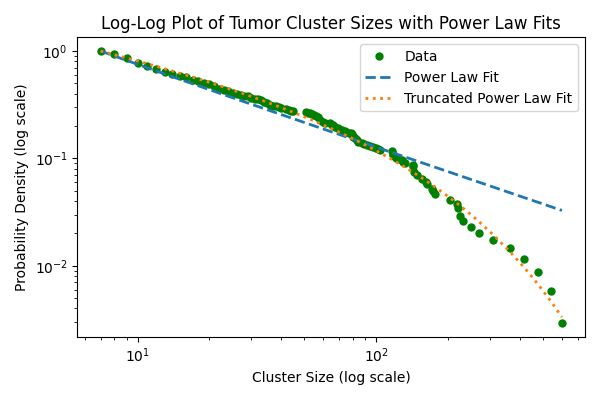 Log-Log Plot of Tumor Cluster Sizes with Power Law Fits
Data
Power Law Fit
Truncated Power Law Fit
Probability Density (log scale)
10⁰
10⁻¹
10⁻²
10¹
10²
Cluster Size (log scale)